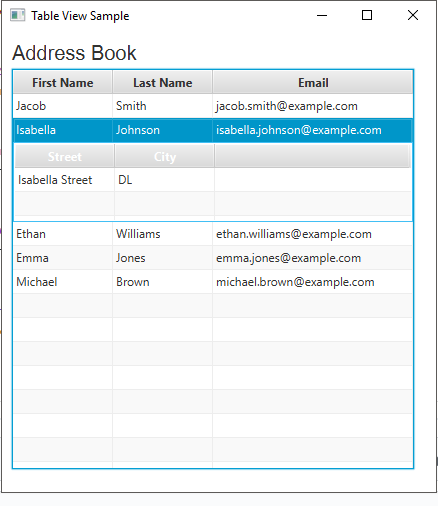 Table View Sample
Address Book
First Name Last Name Email
Jacob Smith jacob.smith@example.com
Isabella Johnson isabella.johnson@example.com
Street City
Isabella Street DL
Ethan Williams ethan.williams@example.com
Emma Jones emma.jones@example.com
Michael Brown michael.brown@example.com